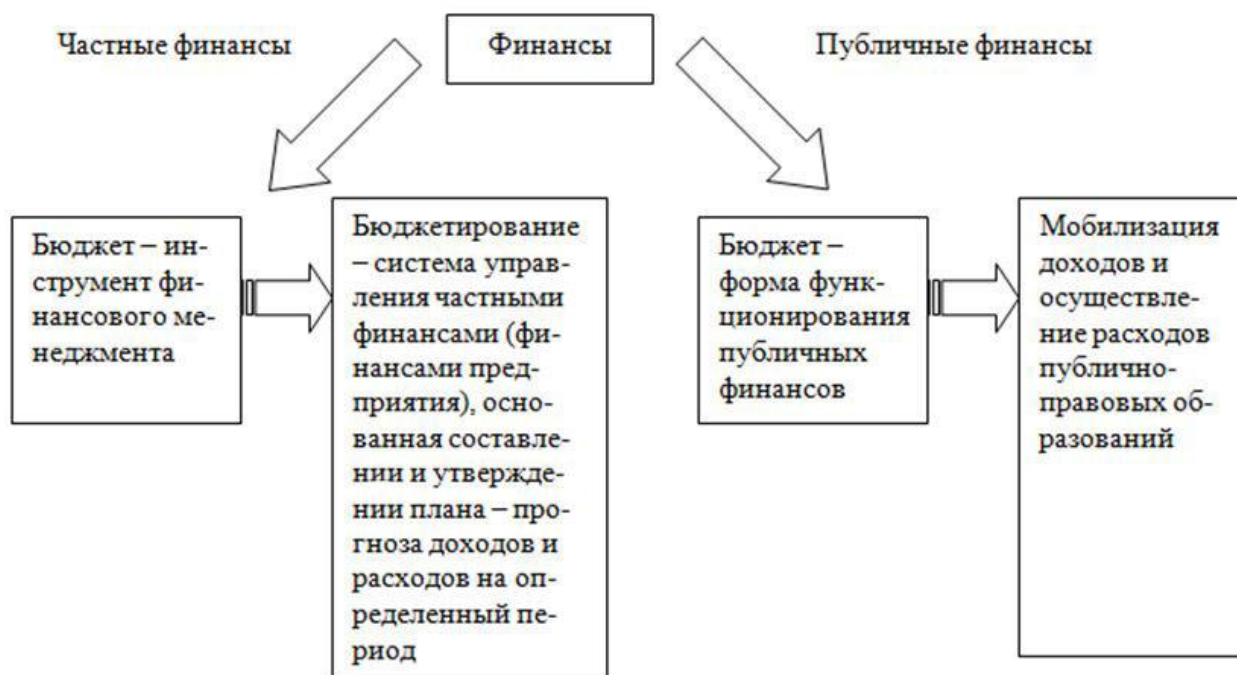 Частные финансы
Финансы
Публичные финансы
Бюджет – ин-
струмент фи-
нансового ме-
неджмента
Бюджетирование
– система управ-
ления частными
финансами (фи-
нансами пред-
приятия), осно-
ванная составле-
нии и утвержде-
нии плана – про-
гноза доходов и
расходов на оп-
ределенный пе-
риод
Бюджет –
форма функ-
ционирования
публичных
финансов
Мобилизация
доходов и
осуществле-
ние расходов
публично-
правовых об-
разований